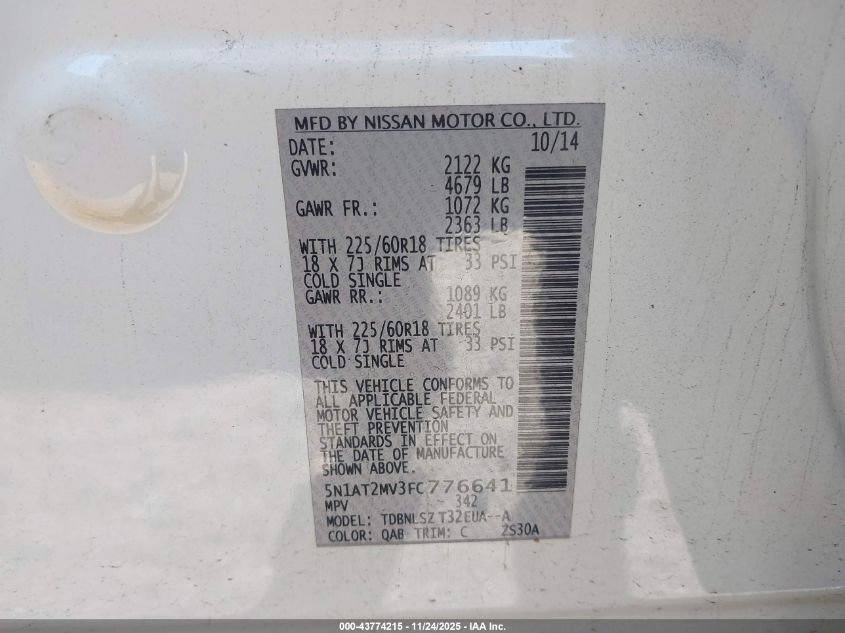 MFD BY NISSAN MOTOR CO., LTD.
DATE: 10/14
GVWR: 2122 KG
4679 LB
GAWR FR.: 1072 KG
2363 LB
WITH 225/60R18 TIRES
18 X 7J RIMS AT 33 PSI
COLD SINGLE
GAWR RR.: 1089 KG
2401 LB
WITH 225/60R18 TIRES
18 X 7J RIMS AT 33 PSI
COLD SINGLE
THIS VEHICLE CONFORMS TO
ALL APPLICABLE FEDERAL
MOTOR VEHICLE SAFETY AND
THEFT PREVENTION
STANDARDS IN EFFECT ON
THE DATE OF MANUFACTURE
SHOWN ABOVE.
5N1AT2MV3FC776641
MPV - 342
MODEL: TDBNLSZ T32EUA--A
COLOR: QAB TRIM: C 2S30A
000-43774215 - 11/24/2025 - IAA Inc.